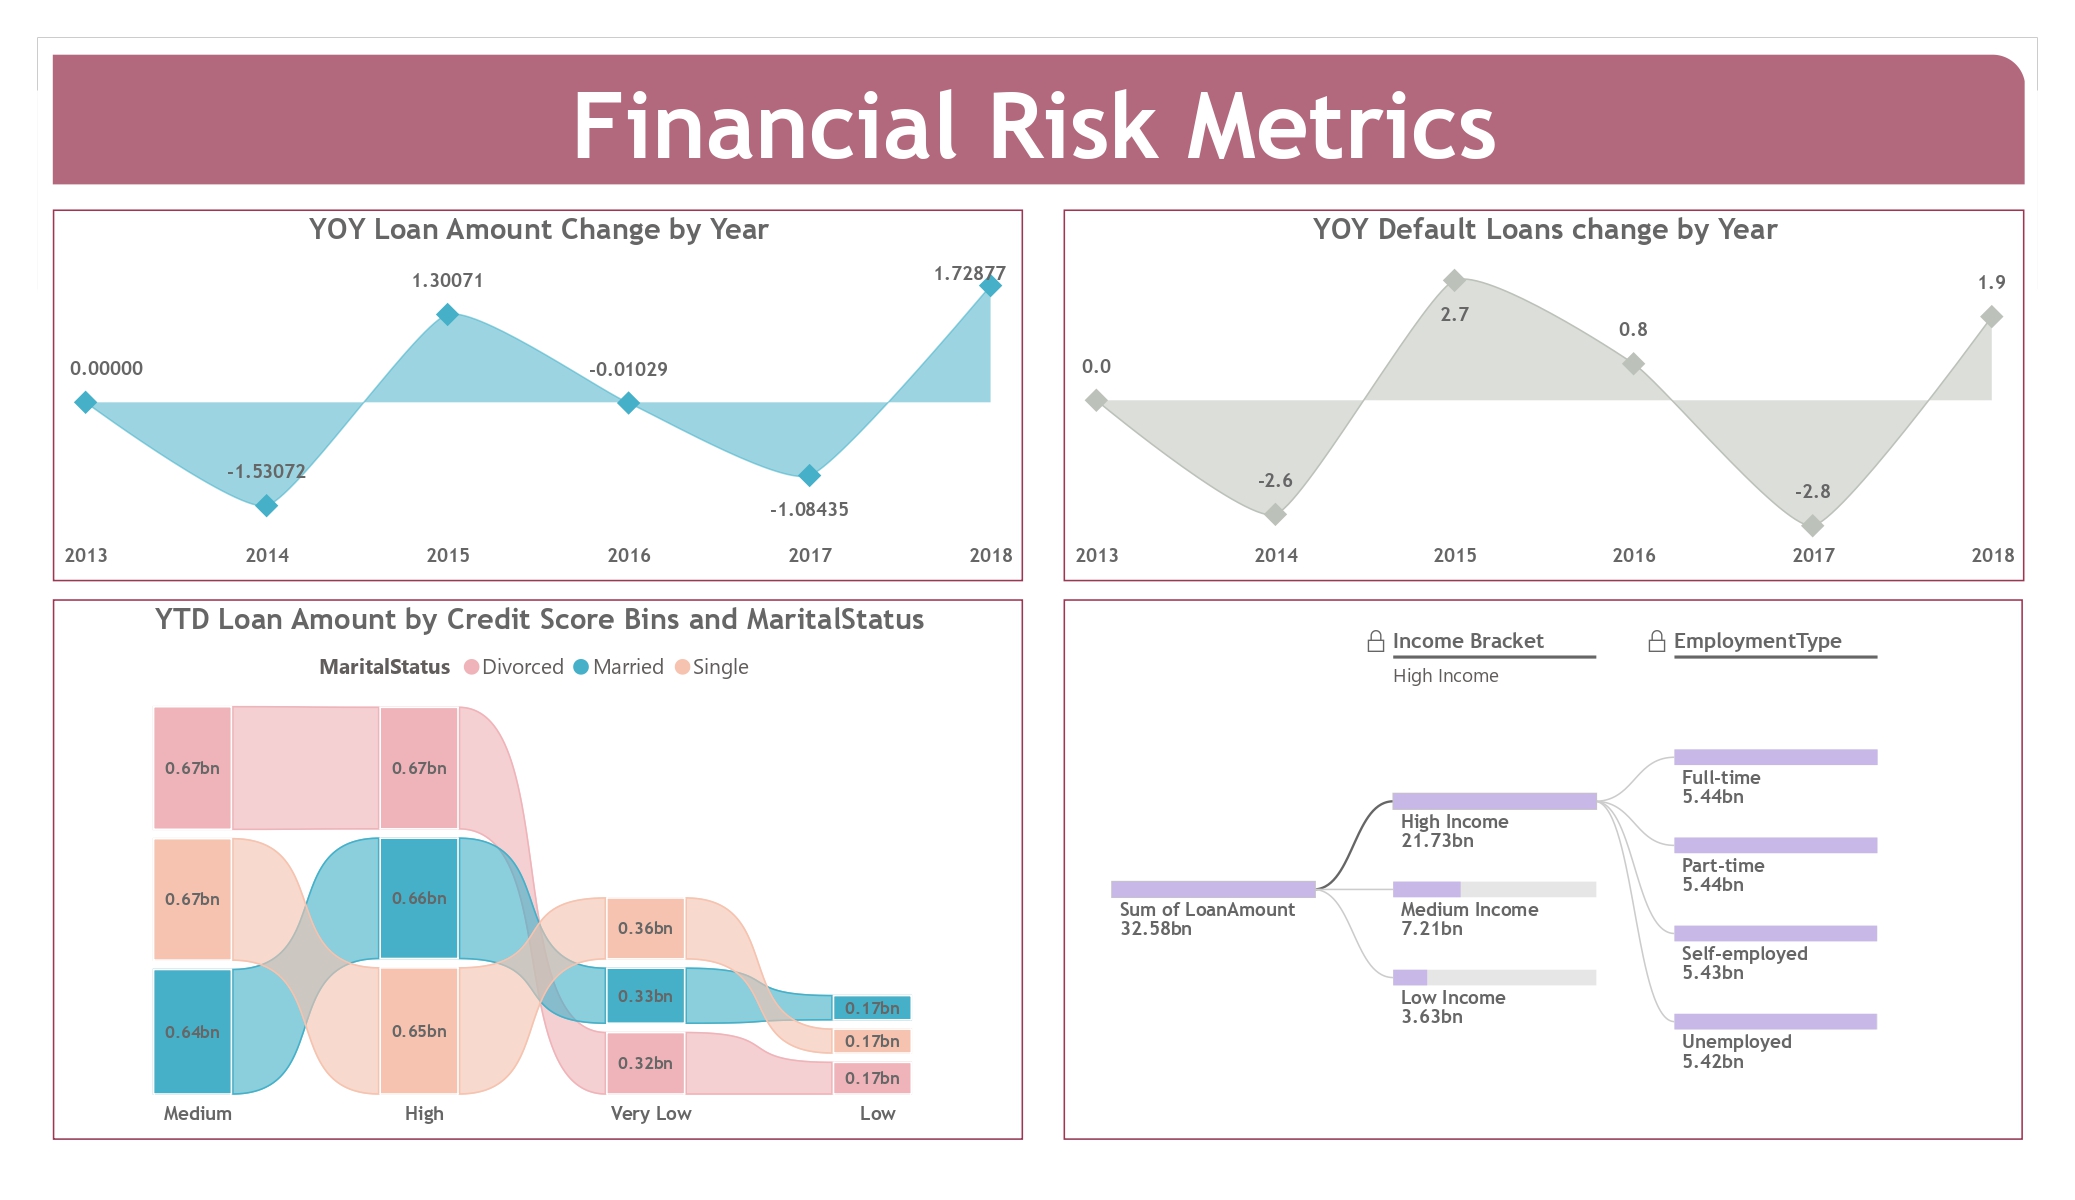 Financial Risk Metrics
YOY Loan Amount Change by Year
0.00000
-1.53072
1.30071
-0.01029
-1.08435
1.72877
2013 2014 2015 2016 2017 2018
YOY Default Loans change by Year
0.0
-2.6
2.7
0.8
-2.8
1.9
2013 2014 2015 2016 2017 2018
YTD Loan Amount by Credit Score Bins and MaritalStatus
MaritalStatus Divorced Married Single
0.67bn
0.67bn
0.64bn
0.67bn
0.66bn
0.65bn
0.36bn
0.33bn
0.32bn
0.17bn
0.17bn
0.17bn
Medium High Very Low Low
Income Bracket
High Income
EmploymentType
Sum of LoanAmount
32.58bn
High Income
21.73bn
Medium Income
7.21bn
Low Income
3.63bn
Full-time
5.44bn
Part-time
5.44bn
Self-employed
5.43bn
Unemployed
5.42bn